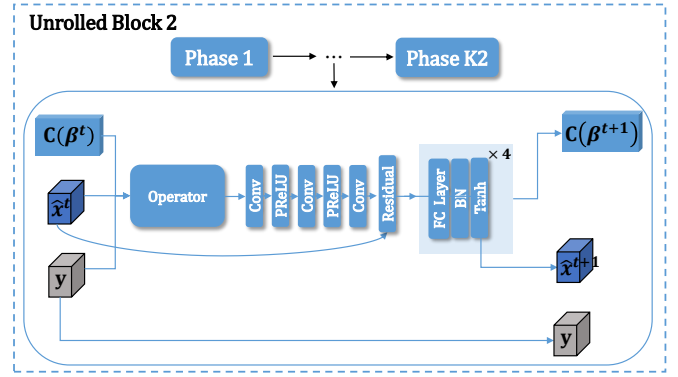 Unrolled Block 2
Phase 1
...
Phase K2
C(β^t)
C(β^{t+1})
× 4
Operator
Conv
PReLU
Conv
PReLU
Conv
Residual
FC Layer
BN
Tanh
x̂^t
x̂^{t+1}
y
y